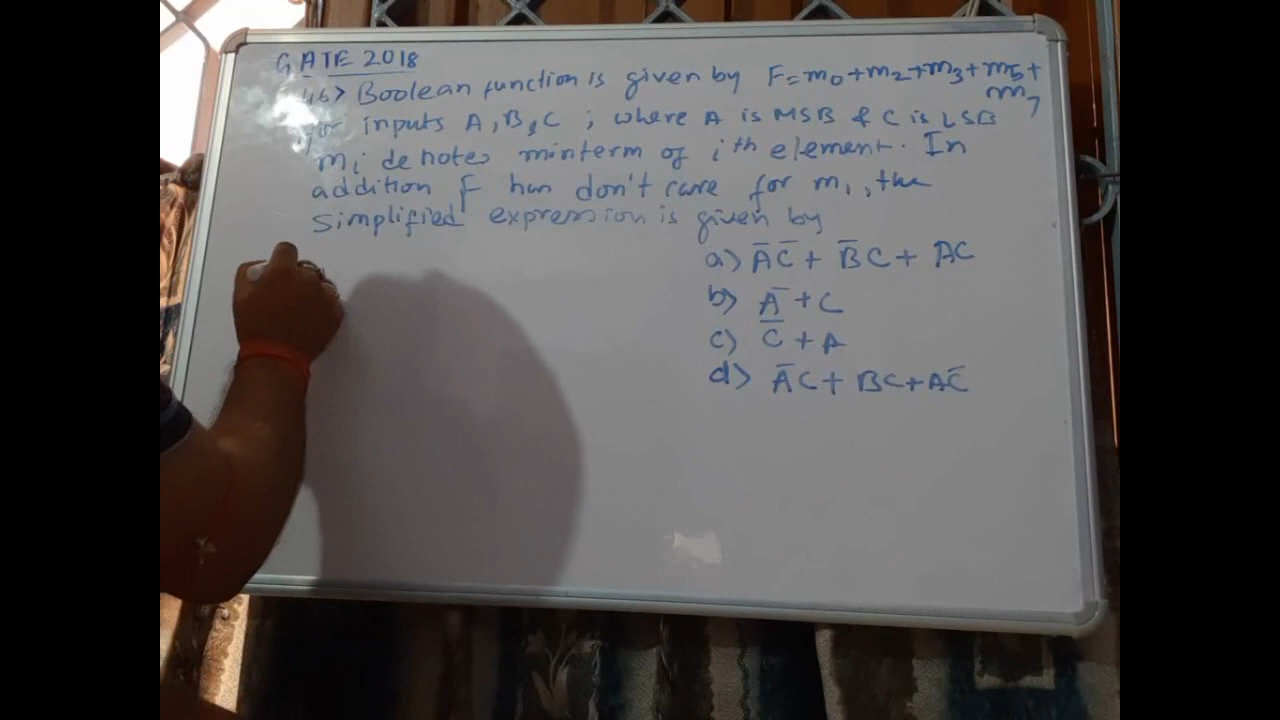 GATE 2018
46> Boolean function is given by F=m₀+m₂+m₃+m₅+
m₇
for inputs A, B, C ; where A is MSB & C is LSB
mᵢ denotes minterm of iᵗʰ element. In
addition F has don't care for m₁, the
simplified expression is given by
a) A̅ C̅ + B̅ C + AC
b) A̅ + C
c) C̅ + A
d) A̅ C + BC + AC̅